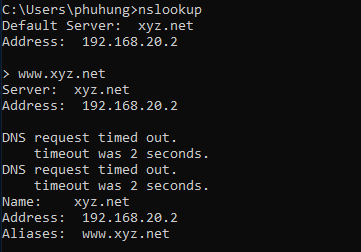 C:\Users\phuhung>nslookup
Default Server:  xyz.net
Address:  192.168.20.2

> www.xyz.net
Server:  xyz.net
Address:  192.168.20.2

DNS request timed out.
    timeout was 2 seconds.
DNS request timed out.
    timeout was 2 seconds.
Name:    xyz.net
Address:  192.168.20.2
Aliases:  www.xyz.net